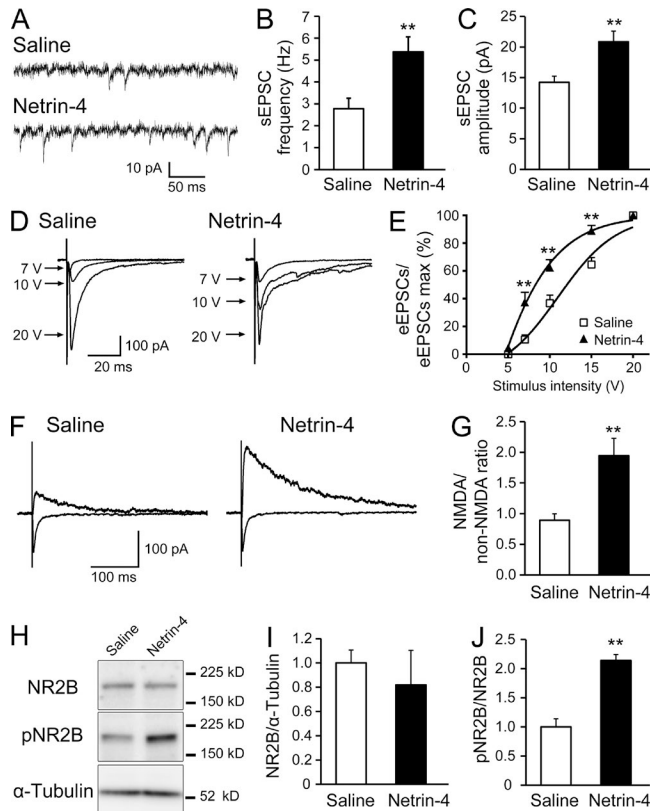 A
Saline
Netrin-4
10 pA
50 ms
B
sEPSC
frequency (Hz)
7
6
5
4
3
2
1
0
**
Saline
Netrin-4
C
sEPSC
amplitude (pA)
25
20
15
10
5
0
**
Saline
Netrin-4
D
Saline
Netrin-4
7 V
10 V
20 V
100 pA
20 ms
7 V
10 V
20 V
E
eEPSCs/
eEPSCs max (%)
100
80
60
40
20
0
**
**
**
Saline
Netrin-4
0
5
10
15
20
Stimulus intensity (V)
F
Saline
Netrin-4
100 pA
100 ms
G
NMDA/
non-NMDA ratio
2.5
2.0
1.5
1.0
0.5
0.0
**
Saline
Netrin-4
H
Saline
Netrin-4
NR2B
225 kD
150 kD
pNR2B
225 kD
150 kD
α-Tubulin
52 kD
I
NR2B/α-Tubulin
1.2
1.0
0.8
0.6
0.4
0.2
0
Saline
Netrin-4
J
pNR2B/NR2B
2.5
2.0
1.5
1.0
0.5
0
**
Saline
Netrin-4